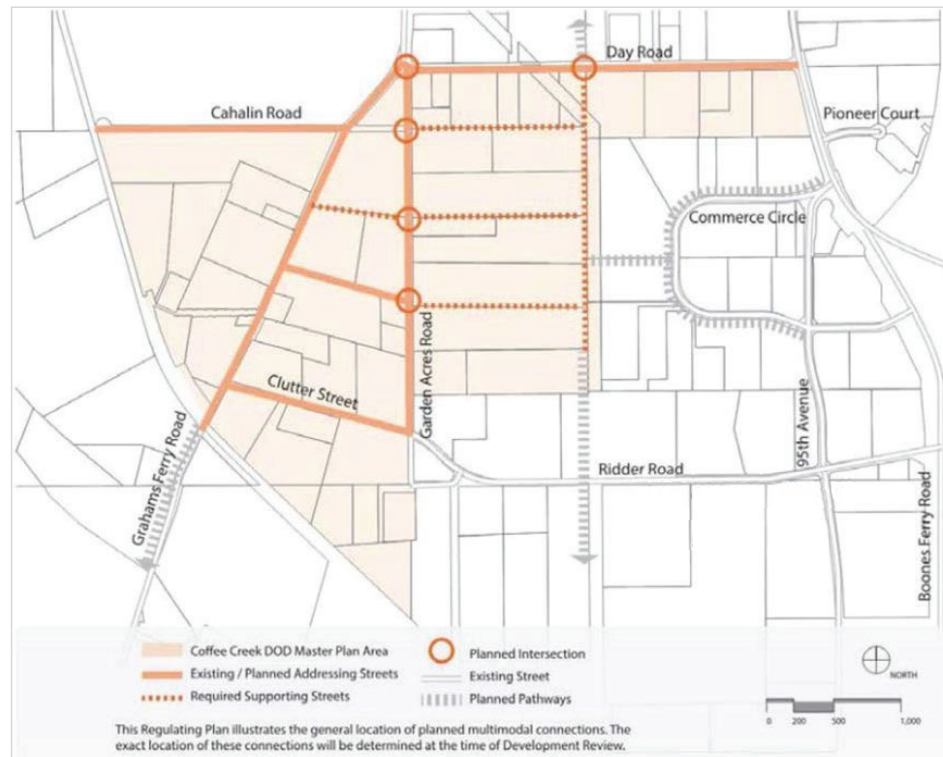 Day Road
Cahalin Road
Pioneer Court
Commerce Circle
Garden Acres Road
Clutter Street
95th Avenue
Grahams Ferry Road
Ridder Road
Boones Ferry Road
Coffee Creek DOD Master Plan Area
Existing / Planned Addressing Streets
Required Supporting Streets
Planned Intersection
Existing Street
Planned Pathways
NORTH
0 200 500 1,000
This Regulating Plan illustrates the general location of planned multimodal connections. The
exact location of these connections will be determined at the time of Development Review.